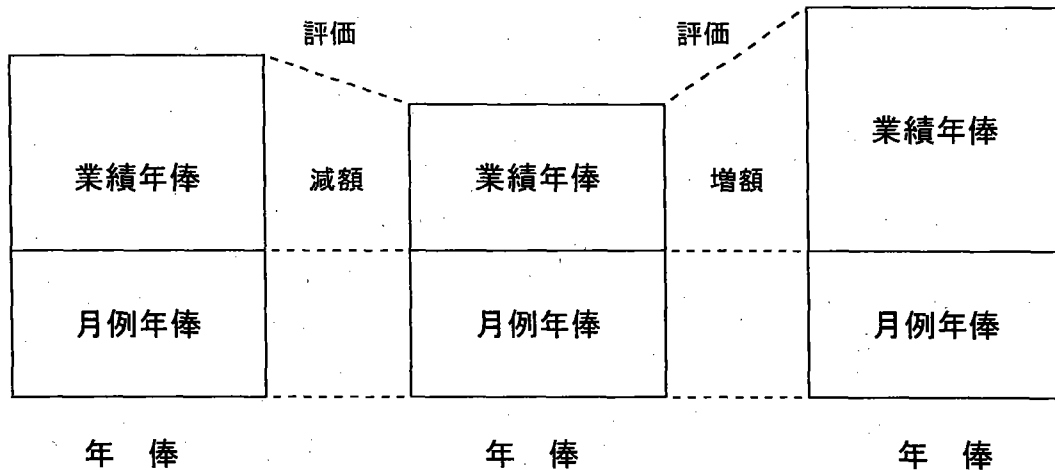 評価
評価
業績年俸
減額
業績年俸
増額
業績年俸
月例年俸
月例年俸
月例年俸
年　俸
年　俸
年　俸